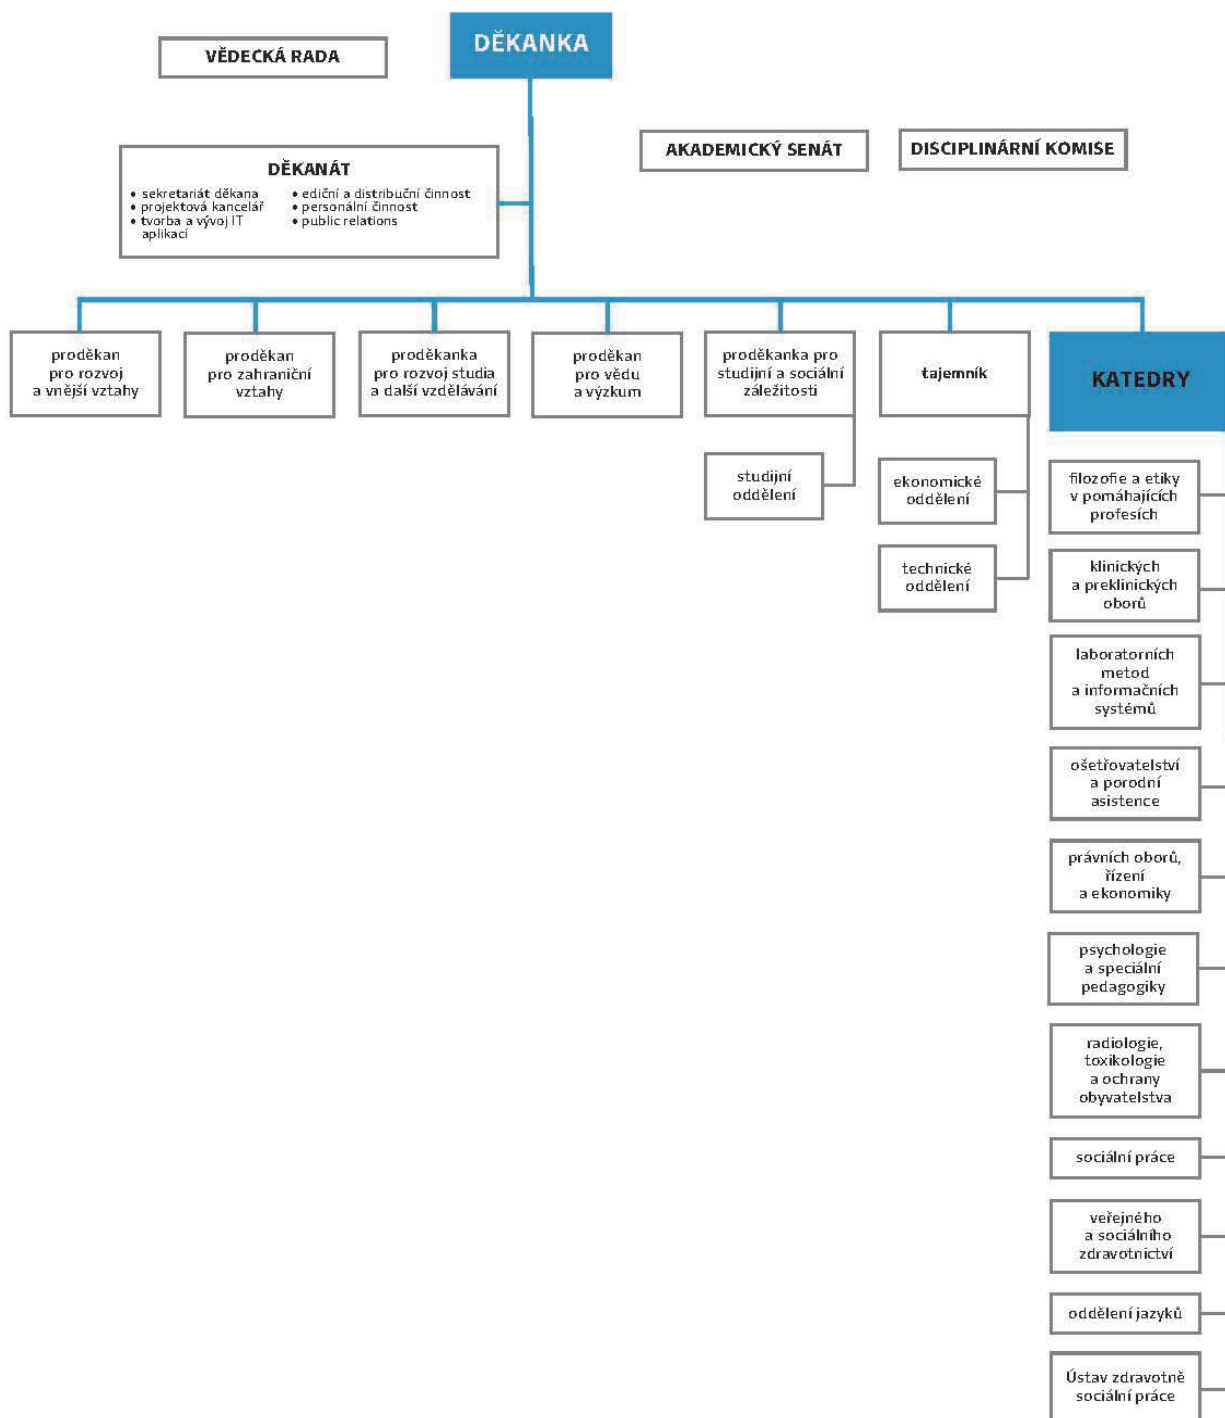 DĚKANKA
VĚDECKÁ RADA
AKADEMICKÝ SENÁT
DISCIPLINÁRNÍ KOMISE
DĚKANÁT
• sekretariát děkana
• projektová kancelář
• tvorba a vývoj IT
aplikací
• ediční a distribuční činnost
• personální činnost
• public relations
proděkan
pro rozvoj
a vnější vztahy
proděkan
pro zahraniční
vztahy
proděkanka
pro rozvoj studia
a další vzdělávání
proděkan
pro vědu
a výzkum
proděkanka pro
studijní a sociální
záležitosti
tajemník
KATEDRY
studijní
oddělení
ekonomické
oddělení
technické
oddělení
filozofie a etiky
v pomáhajících
profesích
klinických
a preklinických
oborů
laboratorních
metod
a informačních
systémů
ošetřovatelství
a porodní
asistence
právních oborů,
řízení
a ekonomiky
psychologie
a speciální
pedagogiky
radiologie,
toxikologie
a ochrany
obyvatelstva
sociální práce
veřejného
a sociálního
zdravotnictví
oddělení jazyků
Ústav zdravotně
sociální práce